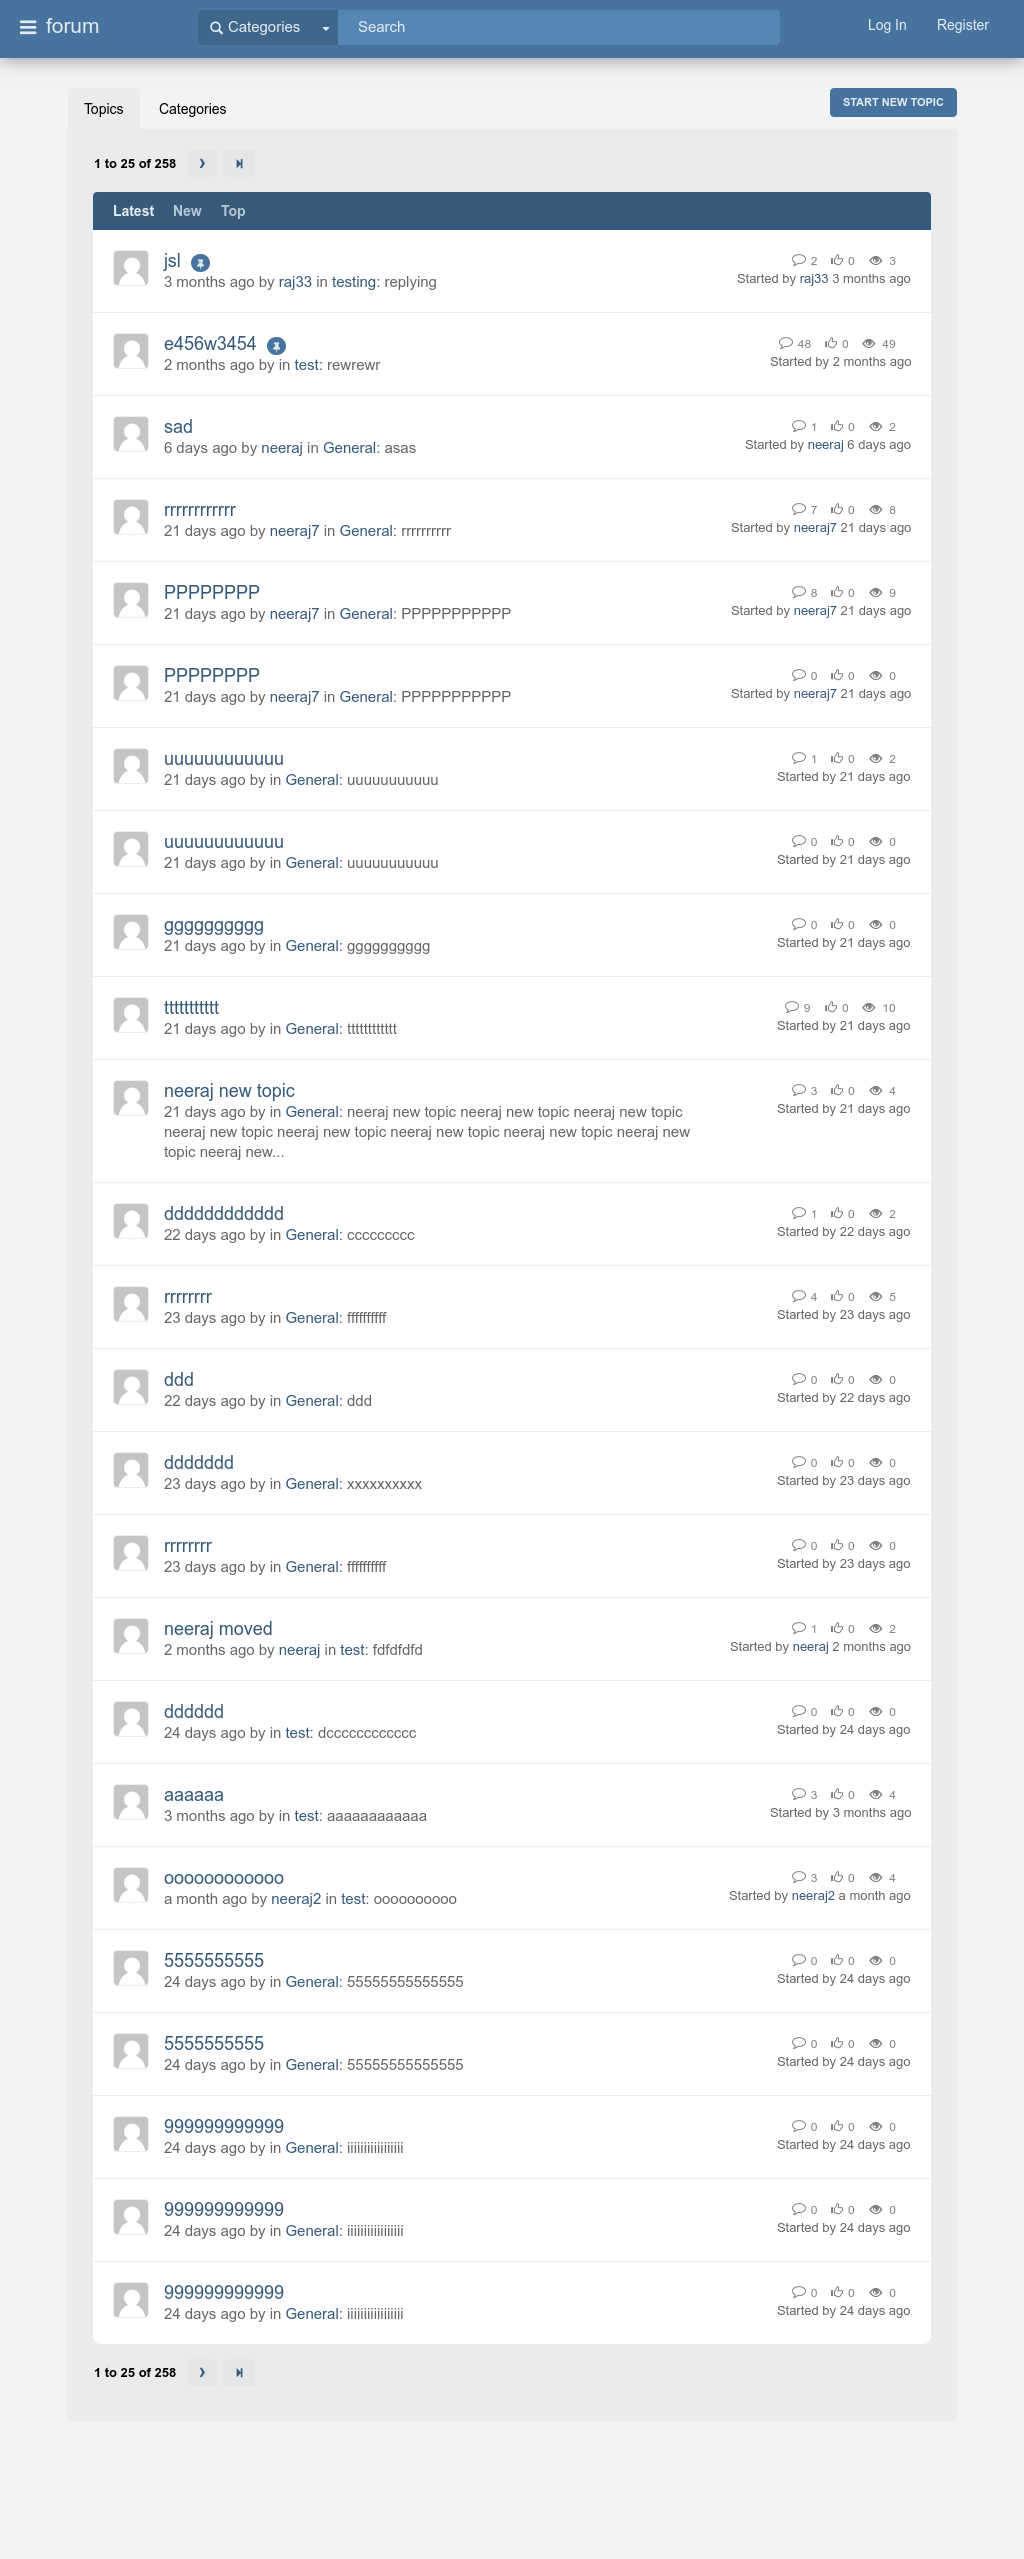 forum Categories Search Log In Register
Topics Categories START NEW TOPIC
1 to 25 of 258
Latest New Top
jsl 2 0 3
3 months ago by raj33 in testing: replying Started by raj33 3 months ago
e456w3454 48 0 49
2 months ago by in test: rewrewr Started by 2 months ago
sad 1 0 2
6 days ago by neeraj in General: asas Started by neeraj 6 days ago
rrrrrrrrrrrr 7 0 8
21 days ago by neeraj7 in General: rrrrrrrrrr Started by neeraj7 21 days ago
PPPPPPPP 8 0 9
21 days ago by neeraj7 in General: PPPPPPPPPPP Started by neeraj7 21 days ago
PPPPPPPP 0 0 0
21 days ago by neeraj7 in General: PPPPPPPPPPP Started by neeraj7 21 days ago
uuuuuuuuuuuu 1 0 2
21 days ago by in General: uuuuuuuuuuu Started by 21 days ago
uuuuuuuuuuuu 0 0 0
21 days ago by in General: uuuuuuuuuuu Started by 21 days ago
gggggggggg 0 0 0
21 days ago by in General: gggggggggg Started by 21 days ago
ttttttttttt 9 0 10
21 days ago by in General: tttttttttttt Started by 21 days ago
neeraj new topic 3 0 4
21 days ago by in General: neeraj new topic neeraj new topic neeraj new topic Started by 21 days ago
neeraj new topic neeraj new topic neeraj new topic neeraj new topic neeraj new
topic neeraj new...
dddddddddddd 1 0 2
22 days ago by in General: ccccccccc Started by 22 days ago
rrrrrrrr 4 0 5
23 days ago by in General: ffffffffff Started by 23 days ago
ddd 0 0 0
22 days ago by in General: ddd Started by 22 days ago
ddddddd 0 0 0
23 days ago by in General: xxxxxxxxxx Started by 23 days ago
rrrrrrrr 0 0 0
23 days ago by in General: ffffffffff Started by 23 days ago
neeraj moved 1 0 2
2 months ago by neeraj in test: fdfdfdfd Started by neeraj 2 months ago
dddddd 0 0 0
24 days ago by in test: dcccccccccccc Started by 24 days ago
aaaaaa 3 0 4
3 months ago by in test: aaaaaaaaaaaa Started by 3 months ago
oooooooooooo 3 0 4
a month ago by neeraj2 in test: oooooooooo Started by neeraj2 a month ago
5555555555 0 0 0
24 days ago by in General: 55555555555555 Started by 24 days ago
5555555555 0 0 0
24 days ago by in General: 55555555555555 Started by 24 days ago
999999999999 0 0 0
24 days ago by in General: iiiiiiiiiiiiiiiii Started by 24 days ago
999999999999 0 0 0
24 days ago by in General: iiiiiiiiiiiiiiiii Started by 24 days ago
999999999999 0 0 0
24 days ago by in General: iiiiiiiiiiiiiiiii Started by 24 days ago
1 to 25 of 258